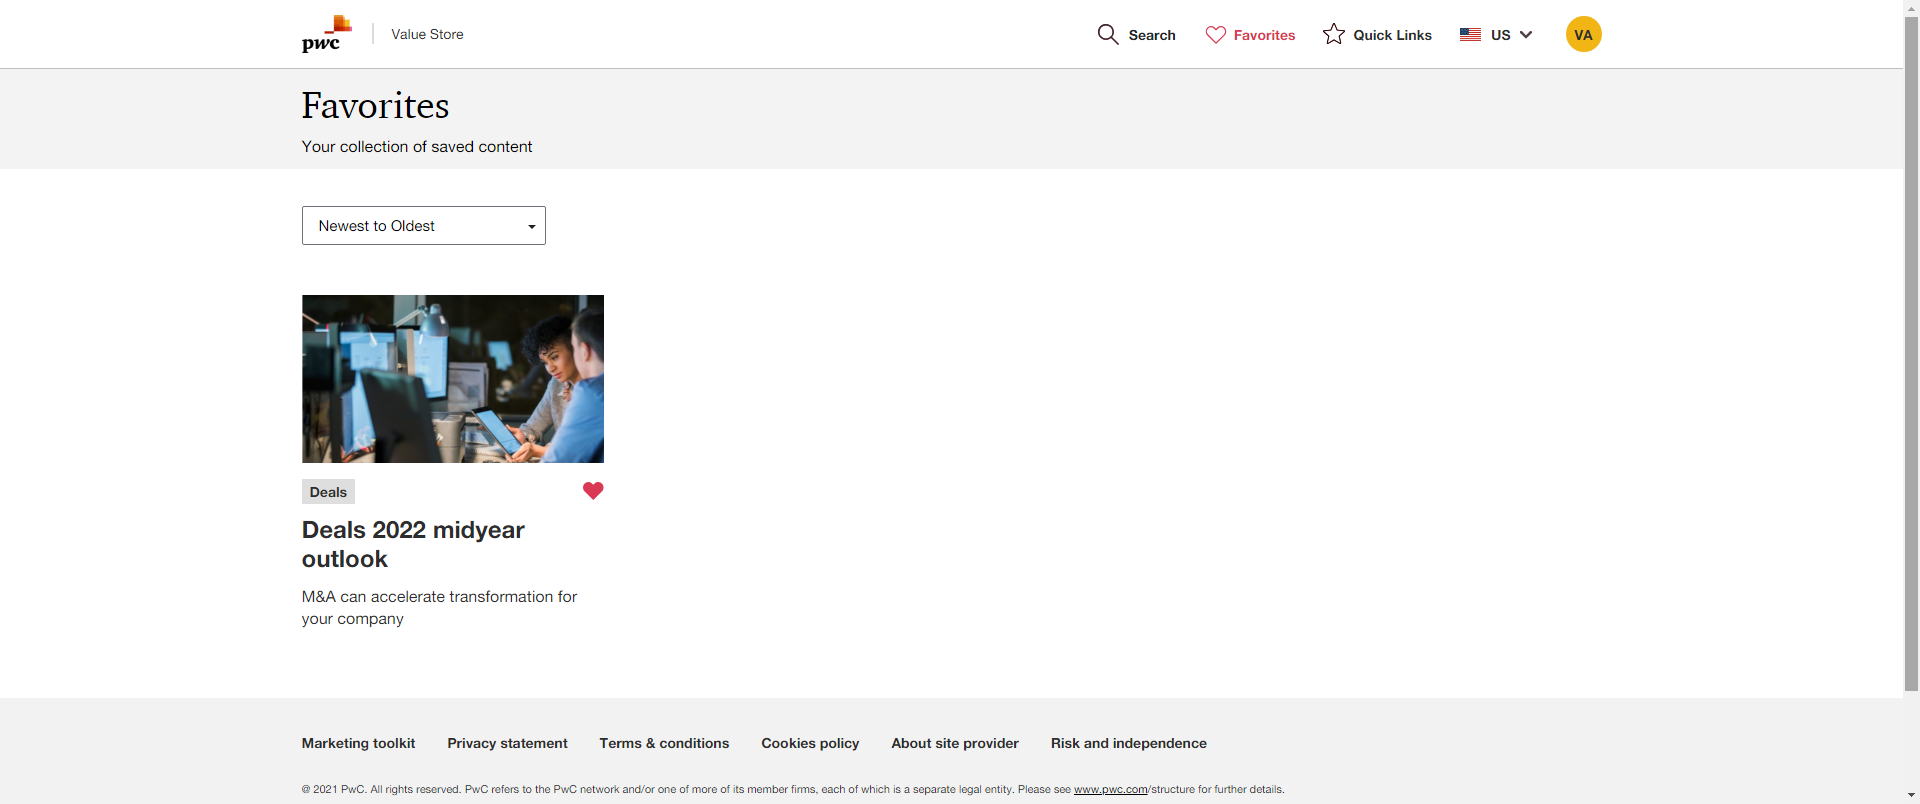 pwc
Value Store
Search
Favorites
Quick Links
US
VA
Favorites
Your collection of saved content
Newest to Oldest
Deals
Deals 2022 midyear
outlook
M&A can accelerate transformation for
your company
Marketing toolkit
Privacy statement
Terms & conditions
Cookies policy
About site provider
Risk and independence
@ 2021 PwC. All rights reserved. PwC refers to the PwC network and/or one of more of its member firms, each of which is a separate legal entity. Please see www.pwc.com/structure for further details.